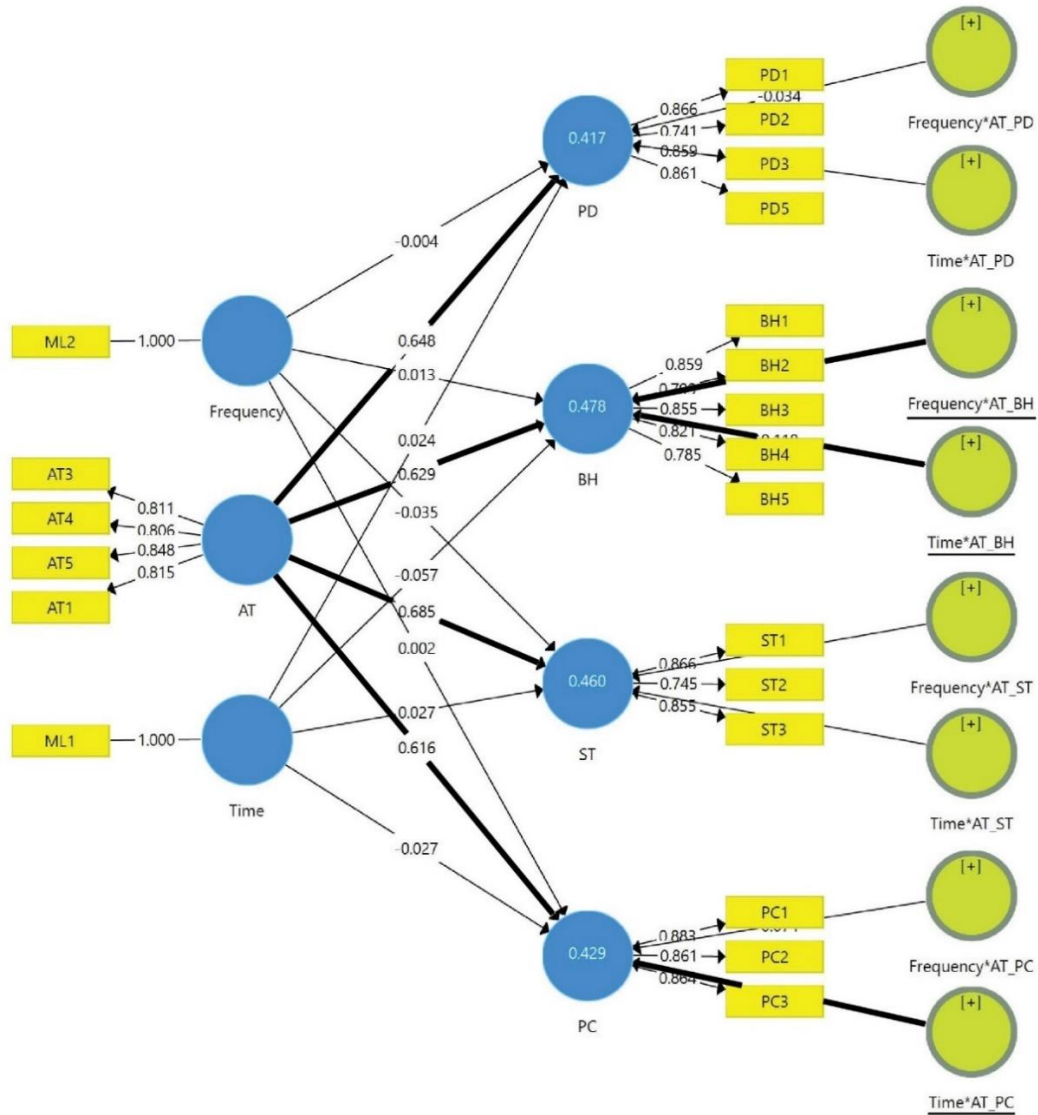 [+]
PD1
0.866
-0.034
Frequency*AT_PD
PD2
0.741
0.417
0.859
PD3
[+]
0.861
PD5
PD
Time*AT_PD
-0.004
ML2
1.000
Frequency
0.648
0.013
BH1
[+]
0.859
BH2
0.478
0.855
BH3
Frequency*AT_BH
0.821
BH4
[+]
0.785
BH5
BH
Time*AT_BH
0.024
0.629
-0.035
AT3
0.811
AT4
0.806
AT5
0.848
AT1
0.815
AT
-0.057
0.685
0.002
[+]
ST1
0.866
0.460
0.745
ST2
Frequency*AT_ST
0.855
ST3
[+]
ST
Time*AT_ST
ML1
1.000
Time
0.027
0.616
-0.027
[+]
PC1
0.883
0.429
0.861
PC2
Frequency*AT_PC
0.864
PC3
[+]
PC
Time*AT_PC